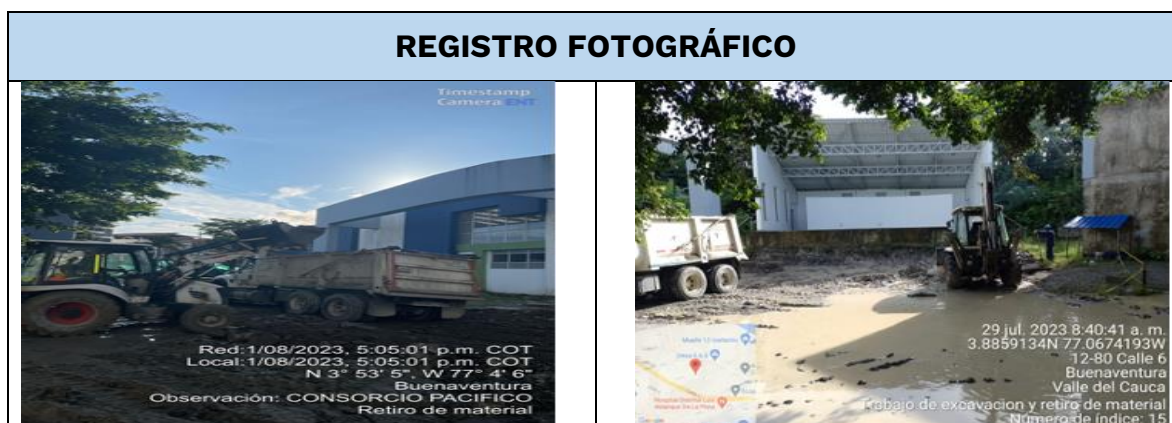 REGISTRO FOTOGRÁFICO
Timestamp
Camera ENT
Red:1/08/2023, 5:05:01 p.m. COT
Local:1/08/2023, 5:05:01 p.m. COT
N 3° 53' 5", W 77° 4' 6"
Buenaventura
Observación: CONSORCIO PACIFICO
Retiro de material
29 jul. 2023 8:40:41 a. m.
3.8859134N 77.0674193W
12-80 Calle 6
Buenaventura
Valle del Cauca
Trabajo de excavacion y retiro de material
Número de índice: 15